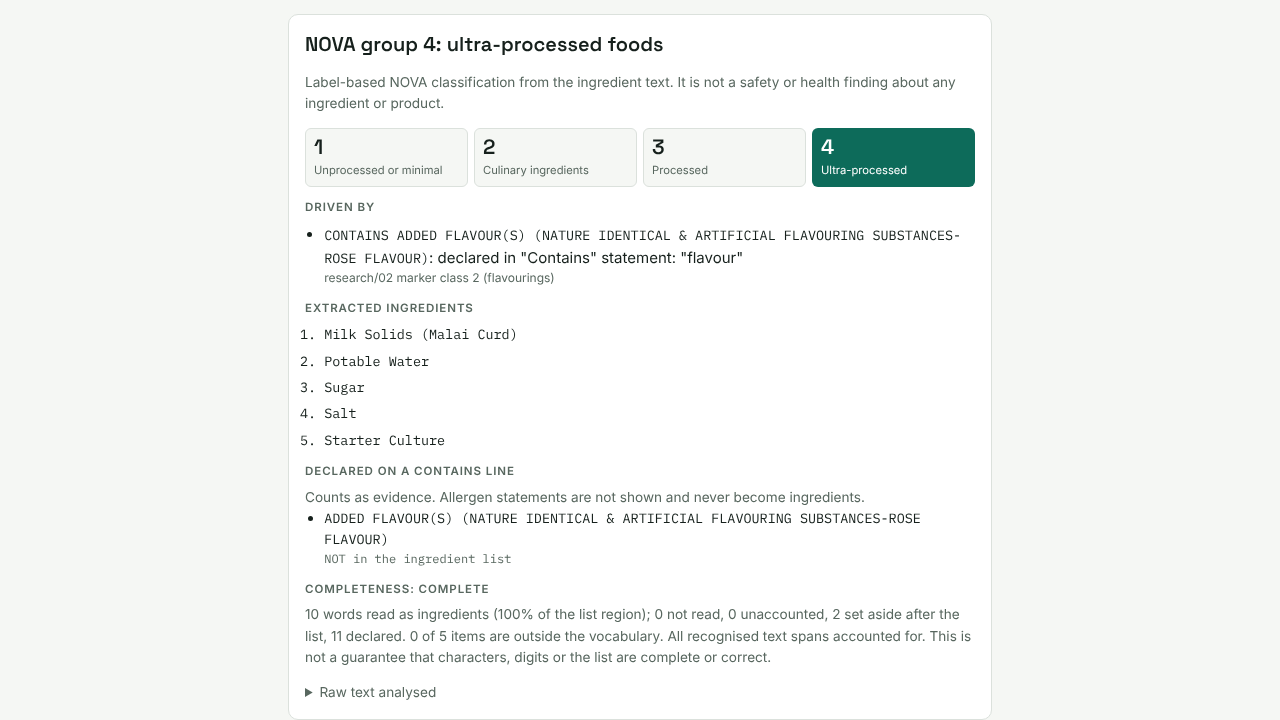 NOVA group 4: ultra-processed foods
Label-based NOVA classification from the ingredient text. It is not a safety or health finding about any
ingredient or product.
1
Unprocessed or minimal
2
Culinary ingredients
3
Processed
4
Ultra-processed
DRIVEN BY
• CONTAINS ADDED FLAVOUR(S) (NATURE IDENTICAL & ARTIFICIAL FLAVOURING SUBSTANCES-
ROSE FLAVOUR): declared in "Contains" statement: "flavour"
research/02 marker class 2 (flavourings)
EXTRACTED INGREDIENTS
1. Milk Solids (Malai Curd)
2. Potable Water
3. Sugar
4. Salt
5. Starter Culture
DECLARED ON A CONTAINS LINE
Counts as evidence. Allergen statements are not shown and never become ingredients.
• ADDED FLAVOUR(S) (NATURE IDENTICAL & ARTIFICIAL FLAVOURING SUBSTANCES-ROSE
FLAVOUR)
NOT in the ingredient list
COMPLETENESS: COMPLETE
10 words read as ingredients (100% of the list region); 0 not read, 0 unaccounted, 2 set aside after the
list, 11 declared. 0 of 5 items are outside the vocabulary. All recognised text spans accounted for. This is
not a guarantee that characters, digits or the list are complete or correct.
▶ Raw text analysed